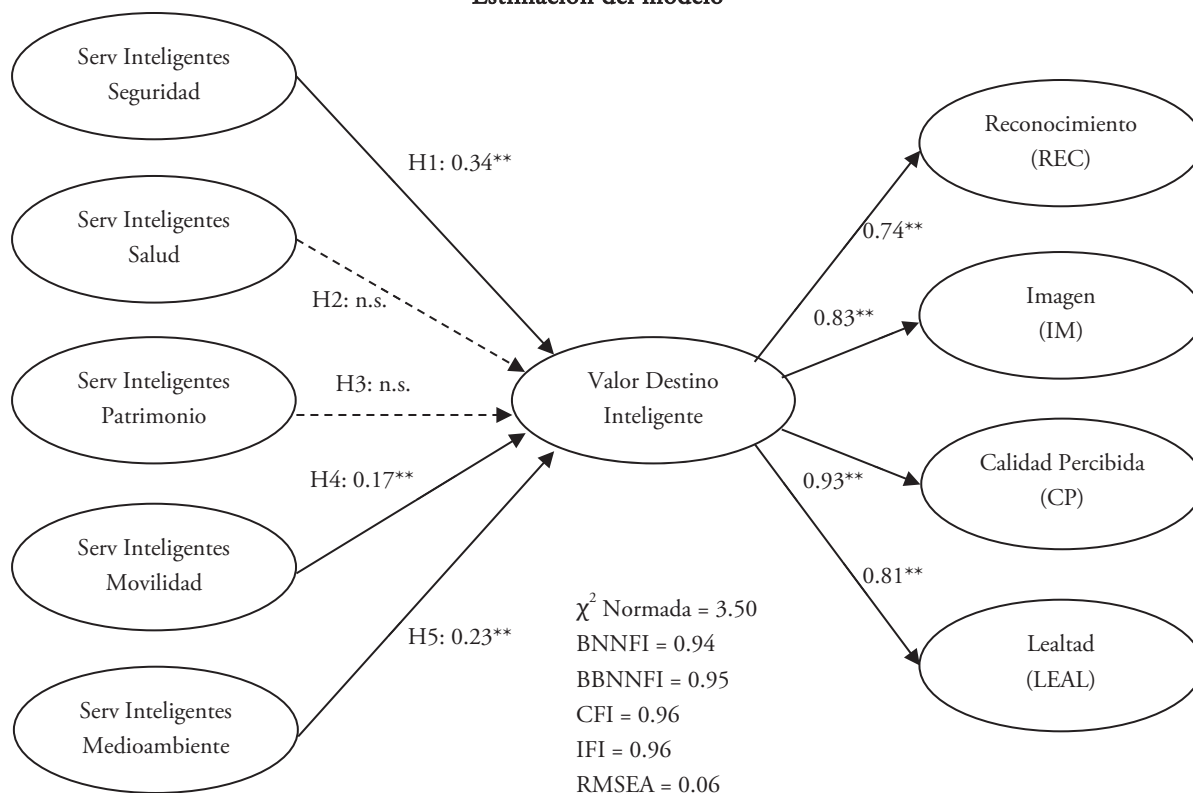 Estimación del modelo
Serv Inteligentes
Seguridad
H1: 0.34**
Serv Inteligentes
Salud
H2: n.s.
Serv Inteligentes
Patrimonio
H3: n.s.
Serv Inteligentes
Movilidad
H4: 0.17**
Serv Inteligentes
Medioambiente
H5: 0.23**
Valor Destino
Inteligente
Reconocimiento
(REC)
0.74**
Imagen
(IM)
0.83**
Calidad Percibida
(CP)
0.93**
Lealtad
(LEAL)
0.81**
χ² Normada = 3.50
BNNFI = 0.94
BBNNFI = 0.95
CFI = 0.96
IFI = 0.96
RMSEA = 0.06